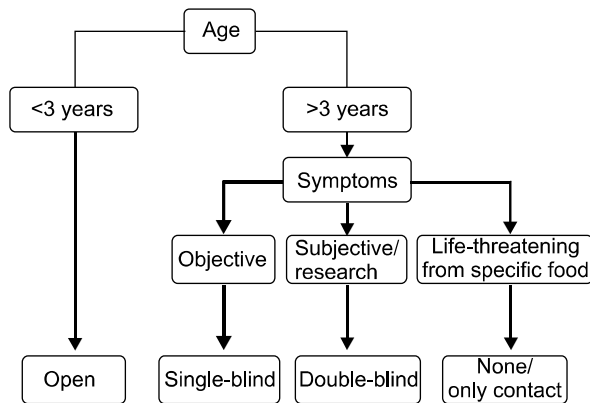 Age
<3 years
>3 years
Symptoms
Objective
Subjective/
research
Life-threatening
from specific food
Open
Single-blind
Double-blind
None/
only contact